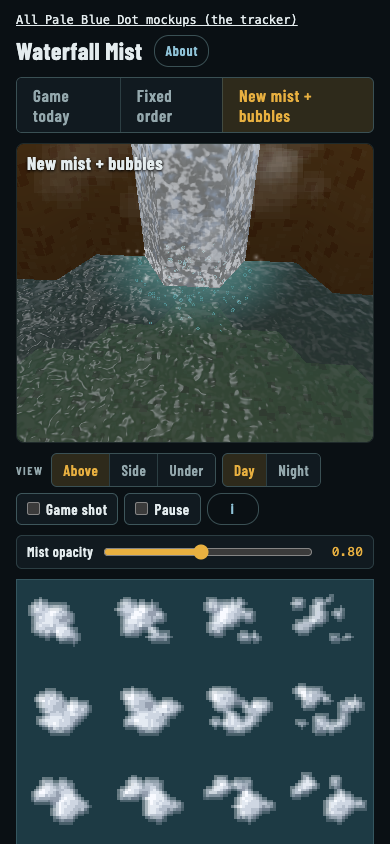 All Pale Blue Dot mockups (the tracker)
Waterfall Mist
About
Game today
Fixed order
New mist + bubbles
New mist + bubbles
VIEW
Above
Side
Under
Day
Night
Game shot
Pause
i
Mist opacity
0.80